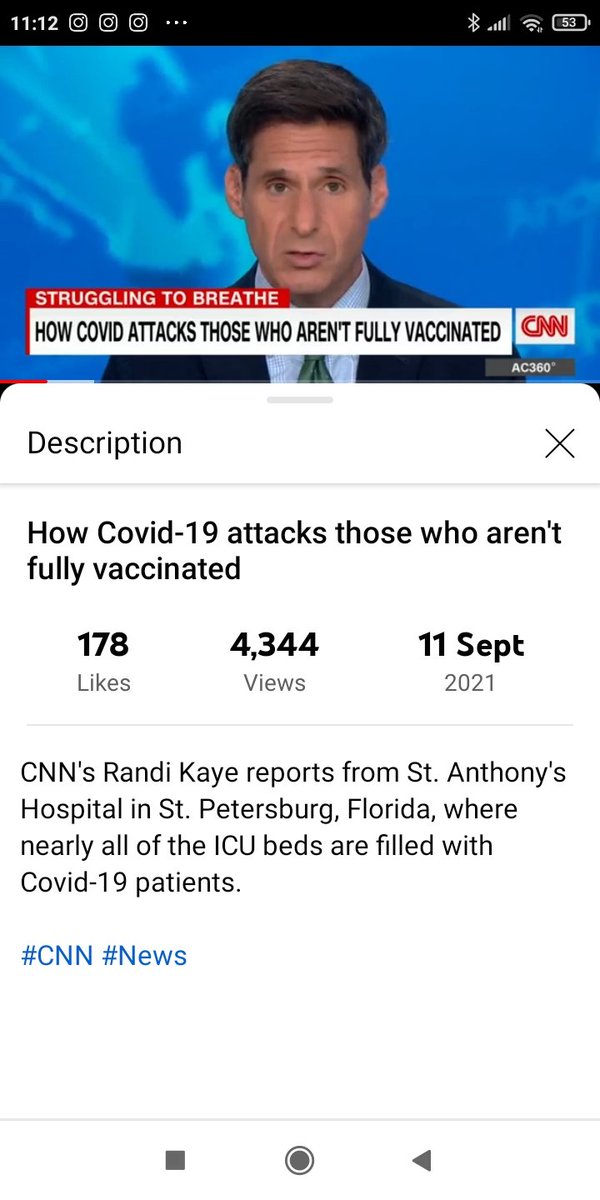 11:12
53
STRUGGLING TO BREATHE
HOW COVID ATTACKS THOSE WHO AREN'T FULLY VACCINATED
CNN
AC360°
Description
How Covid-19 attacks those who aren't
fully vaccinated
178 4,344 11 Sept
Likes Views 2021
CNN's Randi Kaye reports from St. Anthony's
Hospital in St. Petersburg, Florida, where
nearly all of the ICU beds are filled with
Covid-19 patients.
#CNN #News